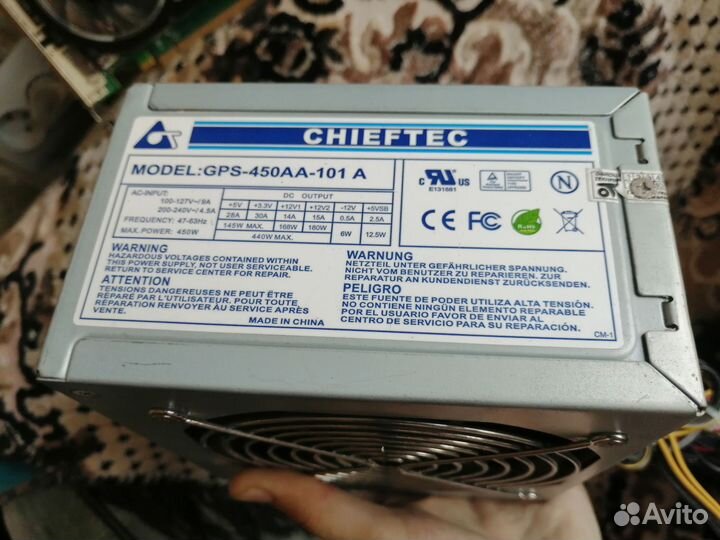 CHIEFTEC
MODEL:GPS-450AA-101 A
AC-INPUT:
100-127V~/9A
200-240V~/4.5A
FREQUENCY: 47-63Hz
MAX. POWER: 450W
DC OUTPUT
+5V +3.3V +12V1 +12V2 -12V +5VSB
28A 30A 14A 15A 0.5A 2.5A
145W MAX. 168W 180W 6W 12.5W
440W MAX.
c UL us
E131881
CE FC N
RoHS
WARNING
HAZARDOUS VOLTAGES CONTAINED WITHIN
THIS POWER SUPPLY, NOT USER SERVICEABLE.
RETURN TO SERVICE CENTER FOR REPAIR.
ATTENTION
TENSIONS DANGEREUSES NE PEUT ÊTRE
RÉPARÉ PAR L'UTILISATEUR. POUR TOUTE
RÉPARATION RENVOYER AU SERVICE APRÈS-
VENTE.
MADE IN CHINA
WARNUNG
NETZTEIL UNTER GEFÄHRLICHER SPANNUNG.
NICHT VOM BENUTZER ZU REPARIEREN. ZUR
REPARATUR AN KUNDENDIENST ZURÜCKSENDEN.
PELIGRO
ESTE FUENTE DE PODER UTILIZA ALTA TENSIÓN.
NO CONTIENE NINGÚN ELEMENTO REPARABLE
POR EL USUARIO FAVOR DE ENVIARLO AL
CENTRO DE SERVICIO PARA SU REPARACIÓN.
CM-1
Avito